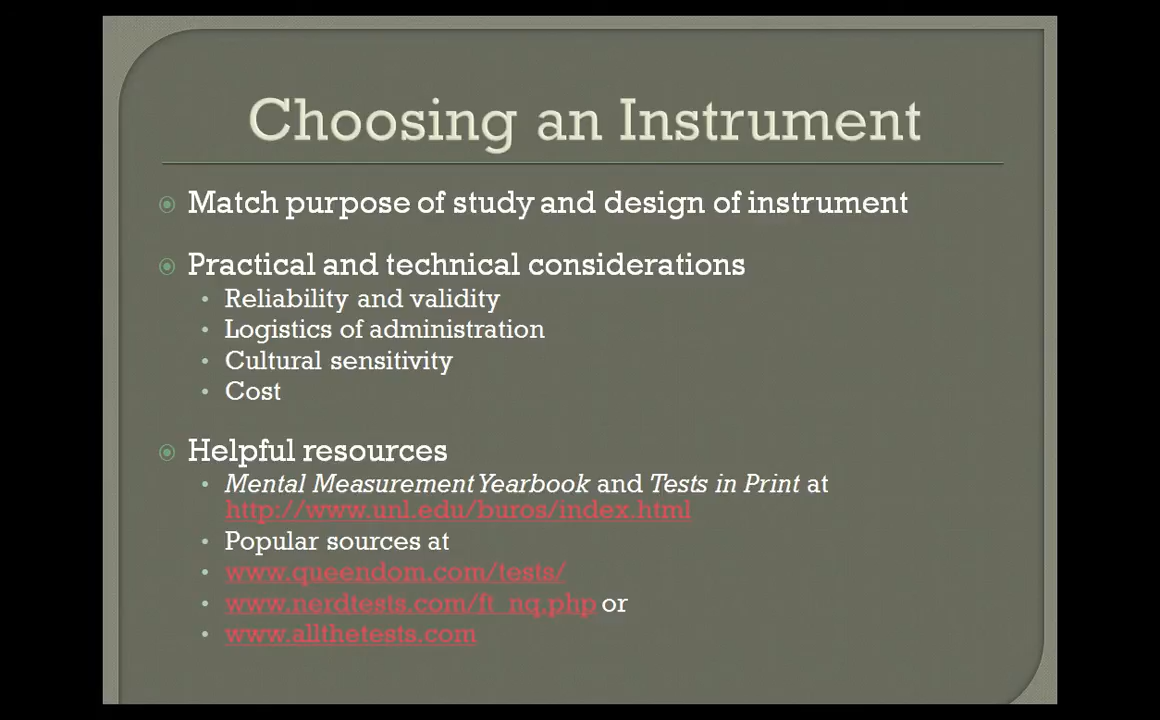 Choosing an Instrument
Match purpose of study and design of instrument
Practical and technical considerations
• Reliability and validity
• Logistics of administration
• Cultural sensitivity
• Cost
Helpful resources
• Mental Measurement Yearbook and Tests in Print at
http://www.unl.edu/buros/index.html
• Popular sources at
• www.queendom.com/tests/
• www.nerdtests.com/ft_nq.php or
• www.allthetests.com